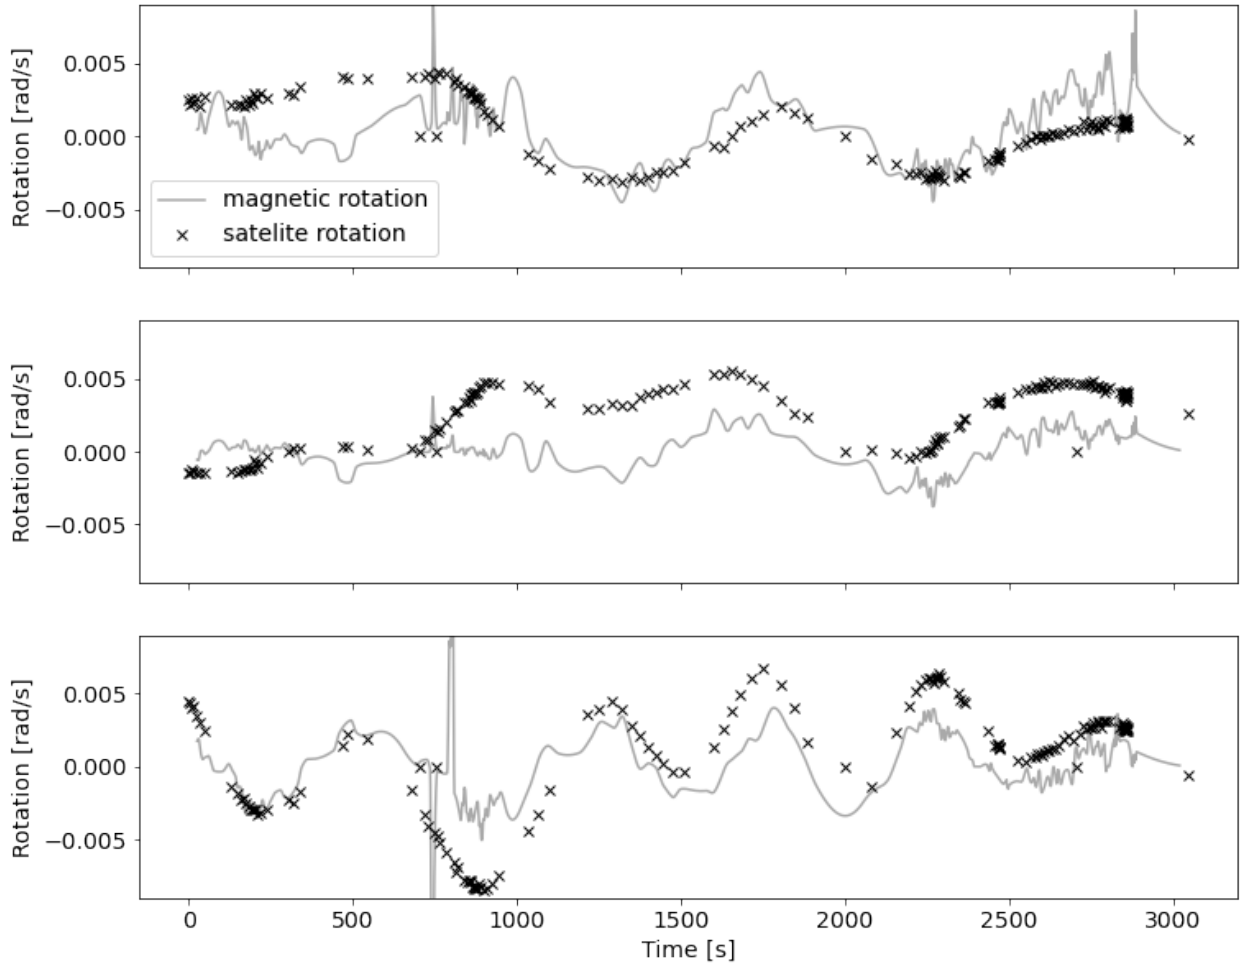 Rotation [rad/s]
0.005
0.000
−0.005
magnetic rotation
satelite rotation
Rotation [rad/s]
0.005
0.000
−0.005
Rotation [rad/s]
0.005
0.000
−0.005
0 500 1000 1500 2000 2500 3000
Time [s]